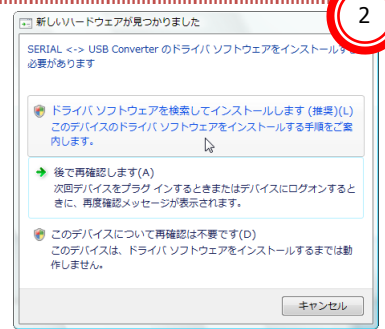 2
新しいハードウェアが見つかりました
SERIAL <-> USB Converter のドライバ ソフトウェアをインストールす
必要があります
ドライバ ソフトウェアを検索してインストールします (推奨)(L)
このデバイスのドライバ ソフトウェアをインストールする手順をご案
内します。
後で再確認します(A)
次回デバイスをプラグ インするときまたはデバイスにログオンすると
きに、再度確認メッセージが表示されます。
このデバイスについて再確認は不要です(D)
このデバイスは、ドライバ ソフトウェアをインストールするまでは動
作しません。
キャンセル